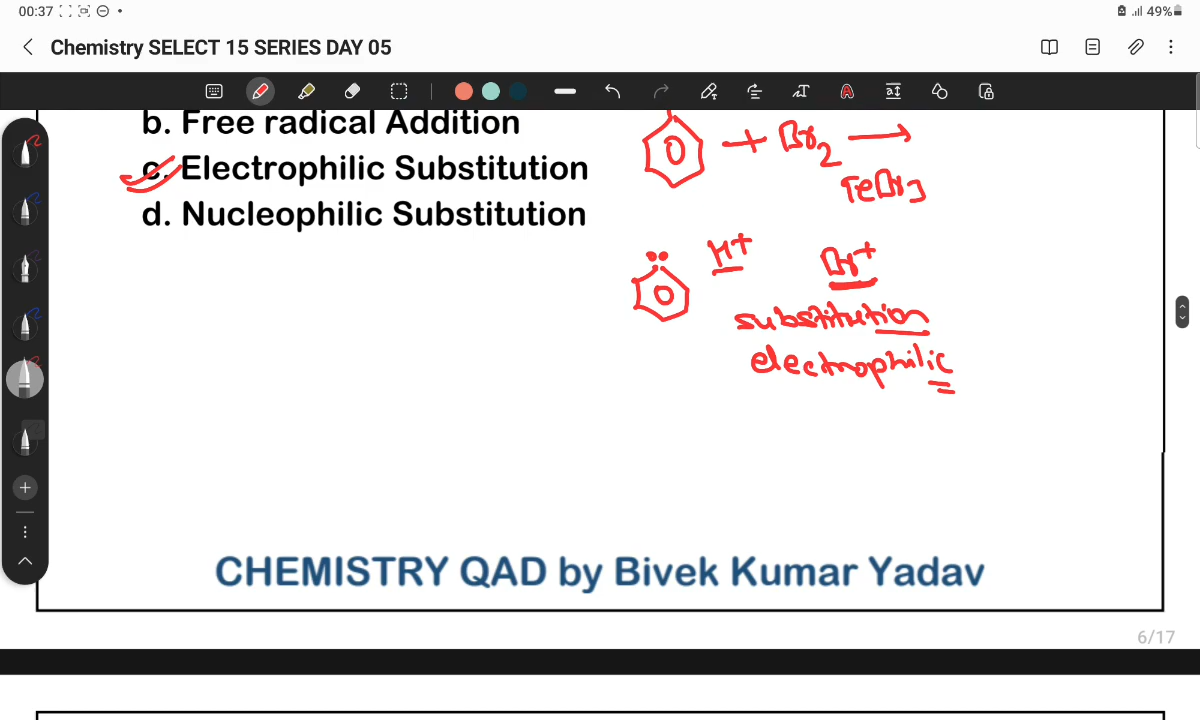 00:37
49%
Chemistry SELECT 15 SERIES DAY 05
b. Free radical Addition
c. Electrophilic Substitution
d. Nucleophilic Substitution
+ Br2 →
FeBr3
H+ Br+
substitution
electrophilic
CHEMISTRY QAD by Bivek Kumar Yadav
6/17